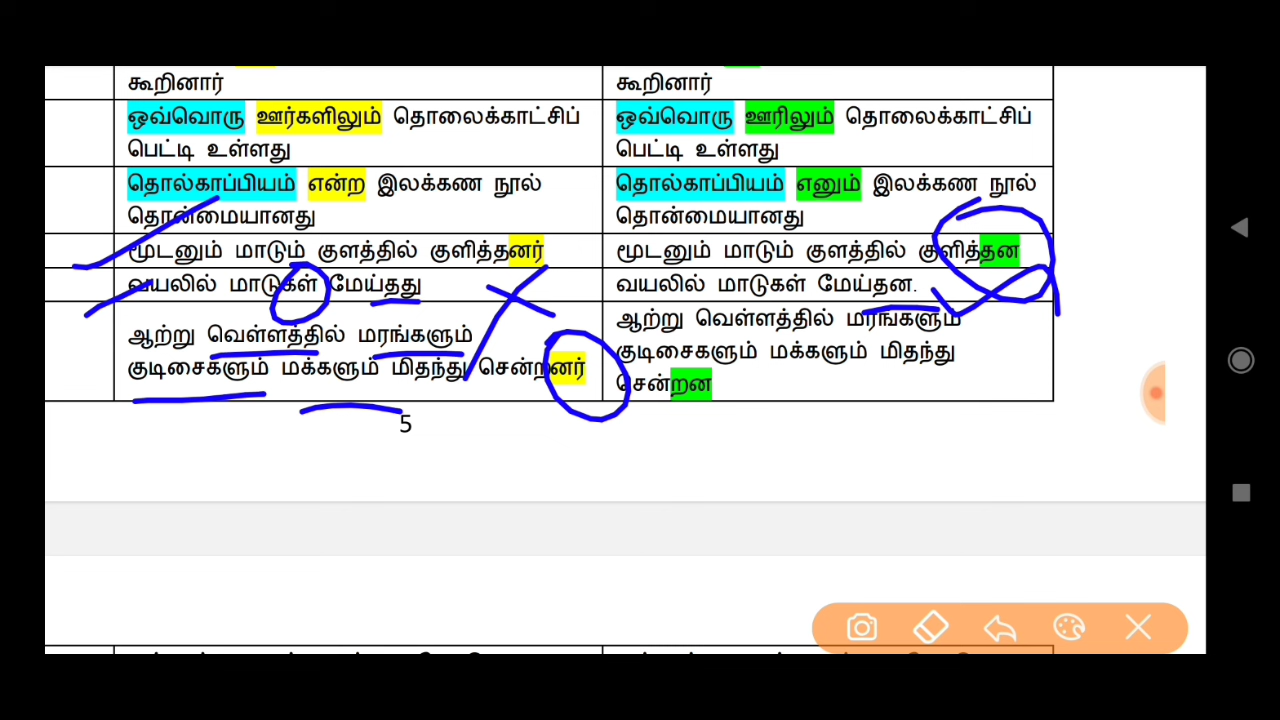 கூறினார்
கூறினார்
ஒவ்வொரு ஊர்களிலும் தொலைக்காட்சிப்
பெட்டி உள்ளது
ஒவ்வொரு ஊரிலும் தொலைக்காட்சிப்
பெட்டி உள்ளது
தொல்காப்பியம் என்ற இலக்கண நூல்
தொன்மையானது
தொல்காப்பியம் எனும் இலக்கண நூல்
தொன்மையானது
மூடனும் மாடும் குளத்தில் குளித்தனர்
மூடனும் மாடும் குளத்தில் குளித்தன
வயலில் மாடுகள் மேய்தது
வயலில் மாடுகள் மேய்தன.
ஆற்று வெள்ளத்தில் மரங்களும்
குடிசைகளும் மக்களும் மிதந்து சென்றனர்
ஆற்று வெள்ளத்தில் மரங்களும்
குடிசைகளும் மக்களும் மிதந்து
சென்றன
5